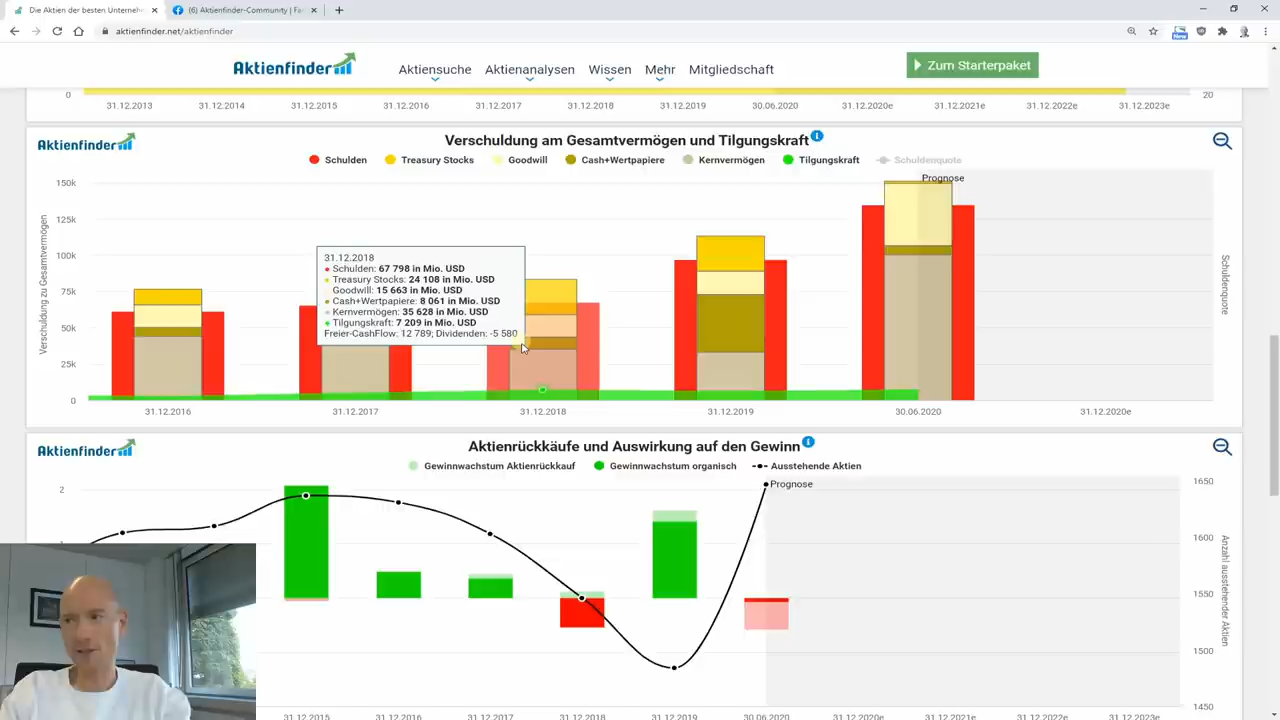 Die Aktien der besten Unterneh
(6) Aktienfinder-Community | Fa
aktienfinder.net/aktienfinder
New
Aktienfinder
Aktiensuche
Aktienanalysen
Wissen
Mehr
Mitgliedschaft
Zum Starterpaket
0
20
31.12.2013
31.12.2014
31.12.2015
31.12.2016
31.12.2017
31.12.2018
31.12.2019
30.06.2020
31.12.2020e
31.12.2021e
31.12.2022e
31.12.2023e
Aktienfinder
Verschuldung am Gesamtvermögen und Tilgungskraft
Schulden
Treasury Stocks
Goodwill
Cash+Wertpapiere
Kernvermögen
Tilgungskraft
Schuldenquote
Prognose
Verschuldung zu Gesamtvermögen
150k
125k
100k
75k
50k
25k
0
Schuldenquote
31.12.2018
Schulden: 67 798 in Mio. USD
Treasury Stocks: 24 108 in Mio. USD
Goodwill: 15 663 in Mio. USD
Cash+Wertpapiere: 8 061 in Mio. USD
Kernvermögen: 35 628 in Mio. USD
Tilgungskraft: 7 209 in Mio. USD
Freier-CashFlow: 12 789; Dividenden: -5 580
31.12.2016
31.12.2017
31.12.2018
31.12.2019
30.06.2020
31.12.2020e
Aktienfinder
Aktienrückkäufe und Auswirkung auf den Gewinn
Gewinnwachstum Aktienrückkauf
Gewinnwachstum organisch
Ausstehende Aktien
Prognose
2
1650
1600
1550
1500
1450
Anzahl ausstehender Aktien
31.12.2015
31.12.2016
31.12.2017
31.12.2018
31.12.2019
30.06.2020
31.12.2020e
31.12.2021e
31.12.2022e
31.12.2023e